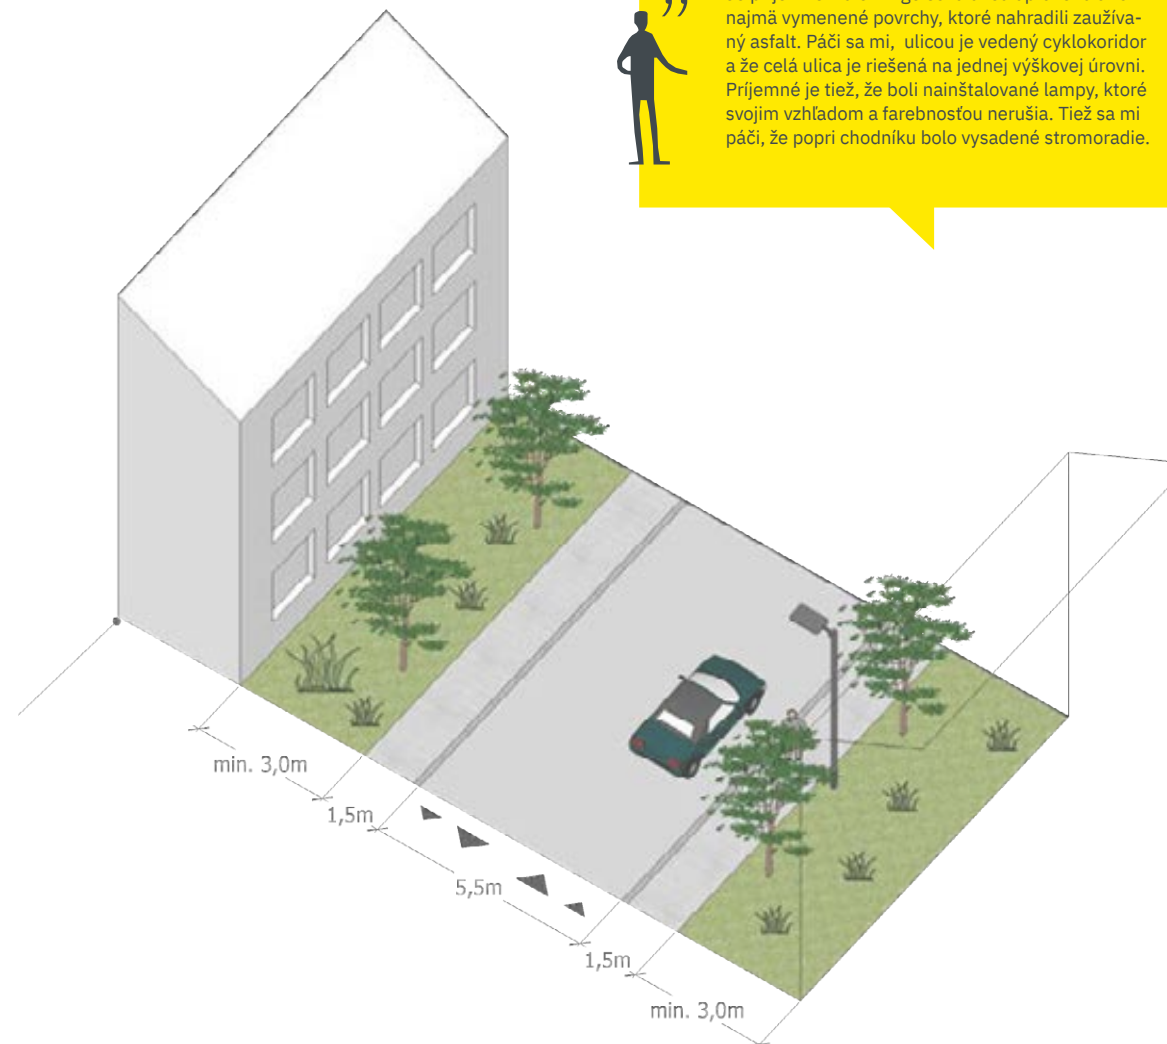 ”
najmä vymenené povrchy, ktoré nahradili zaužíva-
ný asfalt. Páči sa mi, ulicou je vedený cyklokoridor
a že celá ulica je riešená na jednej výškovej úrovni.
Príjemné je tiež, že boli nainštalované lampy, ktoré
svojim vzhľadom a farebnosťou nerušia. Tiež sa mi
páči, že popri chodníku bolo vysadené stromoradie.
min. 3,0m
1,5m
5,5m
1,5m
min. 3,0m